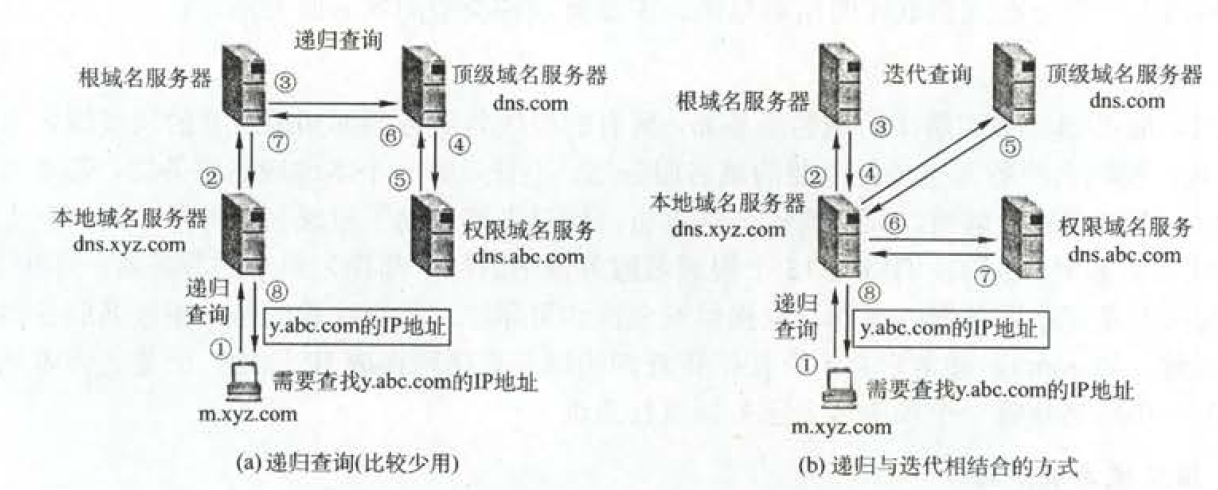 递归查询
根域名服务器
③
顶级域名服务器
dns.com
⑥
⑦
④
②
⑤
本地域名服务器
dns.xyz.com
权限域名服务
dns.abc.com
递归
查询
⑧
y.abc.com的IP地址
①
需要查找y.abc.com的IP地址
m.xyz.com
(a) 递归查询(比较少用)
迭代查询
根域名服务器
顶级域名服务器
dns.com
③
⑤
②
④
本地域名服务器
dns.xyz.com
⑥
权限域名服务
dns.abc.com
⑦
递归
查询
⑧
y.abc.com的IP地址
①
需要查找y.abc.com的IP地址
m.xyz.com
(b) 递归与迭代相结合的方式